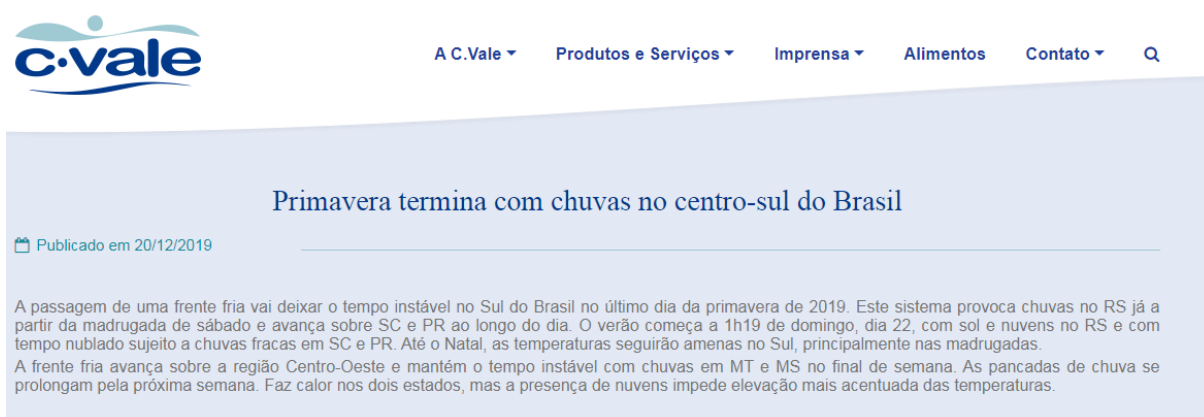 c.vale
A C.Vale Produtos e Serviços Imprensa Alimentos Contato
Primavera termina com chuvas no centro-sul do Brasil
Publicado em 20/12/2019
A passagem de uma frente fria vai deixar o tempo instável no Sul do Brasil no último dia da primavera de 2019. Este sistema provoca chuvas no RS já a
partir da madrugada de sábado e avança sobre SC e PR ao longo do dia. O verão começa a 1h19 de domingo, dia 22, com sol e nuvens no RS e com
tempo nublado sujeito a chuvas fracas em SC e PR. Até o Natal, as temperaturas seguirão amenas no Sul, principalmente nas madrugadas.
A frente fria avança sobre a região Centro-Oeste e mantém o tempo instável com chuvas em MT e MS no final de semana. As pancadas de chuva se
prolongam pela próxima semana. Faz calor nos dois estados, mas a presença de nuvens impede elevação mais acentuada das temperaturas.